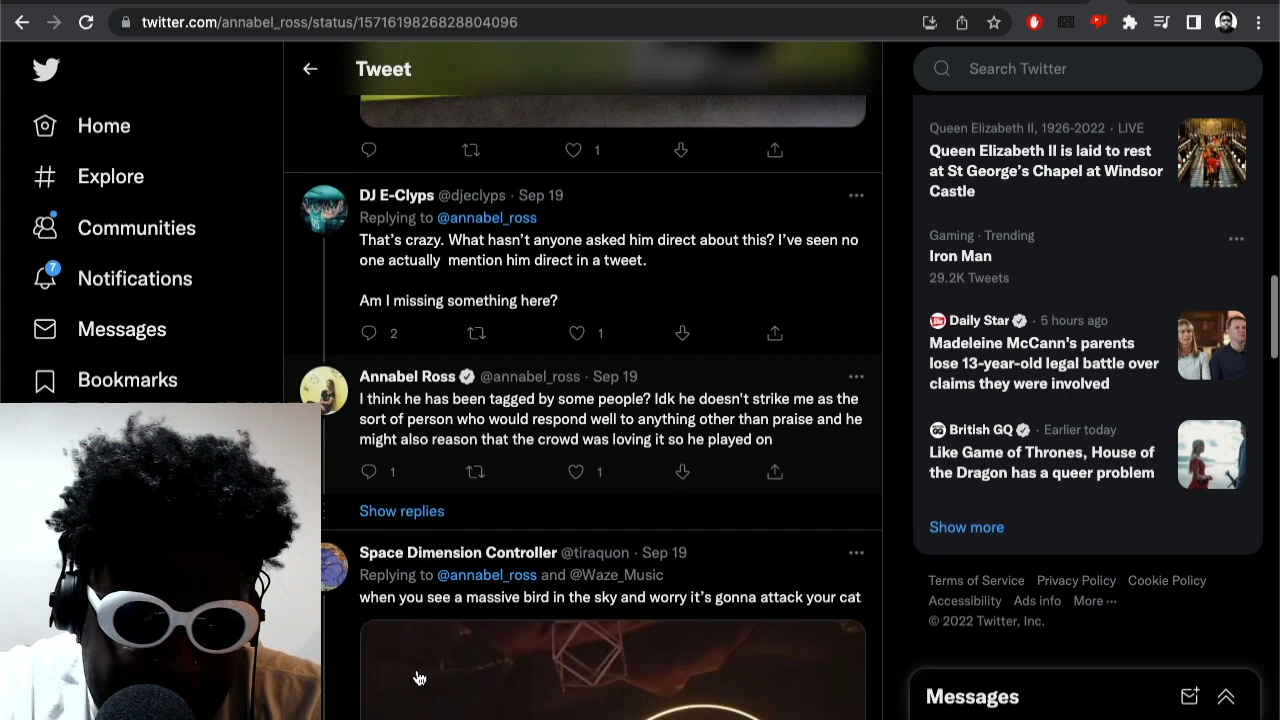 twitter.com/annabel_ross/status/1571619826828804096
Tweet
Search Twitter
Home
Explore
Communities
7
Notifications
Messages
Bookmarks
1
DJ E-Clyps @djeclyps · Sep 19
Replying to @annabel_ross
That's crazy. What hasn't anyone asked him direct about this? I've seen no
one actually mention him direct in a tweet.
Am I missing something here?
2 1
Annabel Ross @annabel_ross · Sep 19
I think he has been tagged by some people? Idk he doesn't strike me as the
sort of person who would respond well to anything other than praise and he
might also reason that the crowd was loving it so he played on
1 1
Show replies
Space Dimension Controller @tiraquon · Sep 19
Replying to @annabel_ross and @Waze_Music
when you see a massive bird in the sky and worry it's gonna attack your cat
Queen Elizabeth II, 1926-2022 · LIVE
Queen Elizabeth II is laid to rest
at St George's Chapel at Windsor
Castle
Gaming · Trending
Iron Man
29.2K Tweets
Daily Star · 5 hours ago
Madeleine McCann's parents
lose 13-year-old legal battle over
claims they were involved
British GQ · Earlier today
Like Game of Thrones, House of
the Dragon has a queer problem
Show more
Terms of Service Privacy Policy Cookie Policy
Accessibility Ads info More ···
© 2022 Twitter, Inc.
Messages